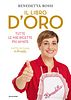 BENEDETTA ROSSI
IL LIBRO
D'ORO
TUTTE
LE MIE RICETTE
PIÙ AMATE